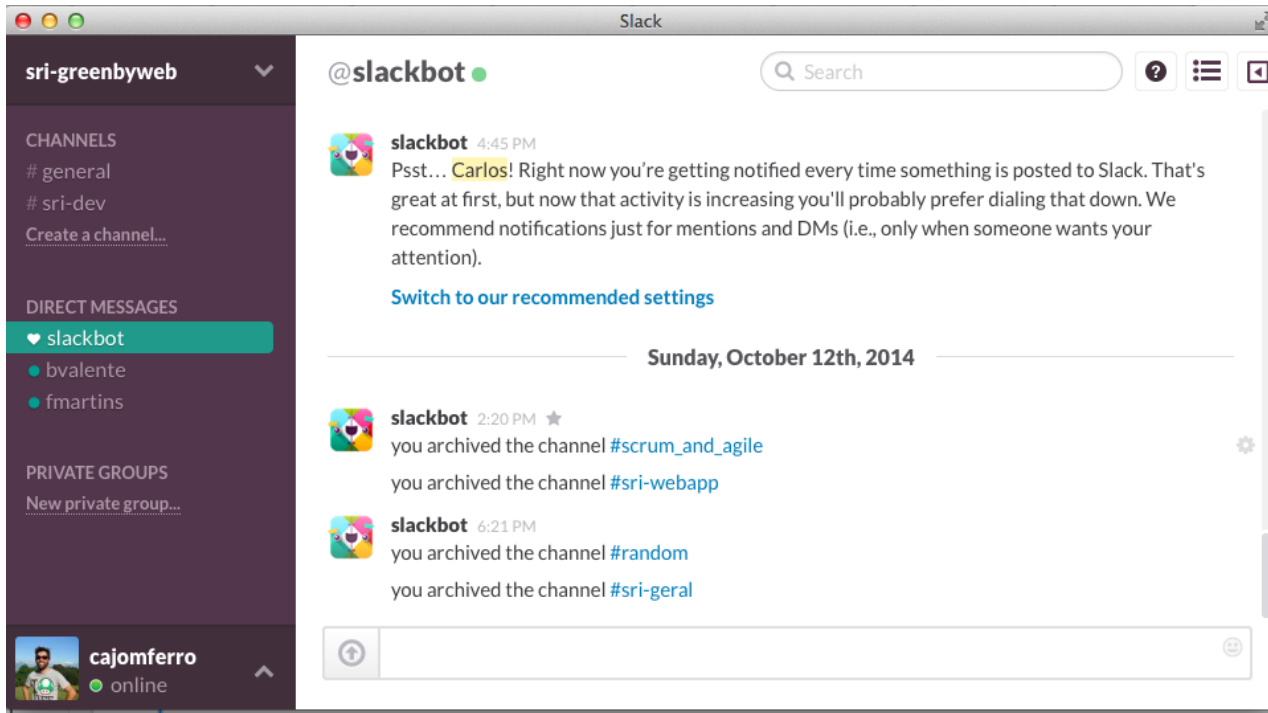 Slack
sri-greenbyweb
CHANNELS
# general
# sri-dev
Create a channel...
DIRECT MESSAGES
slackbot
bvalente
fmartins
PRIVATE GROUPS
New private group...
cajomferro
online
@slackbot
Search
?
slackbot 4:45 PM
Psst… Carlos! Right now you're getting notified every time something is posted to Slack. That's
great at first, but now that activity is increasing you'll probably prefer dialing that down. We
recommend notifications just for mentions and DMs (i.e., only when someone wants your
attention).
Switch to our recommended settings
Sunday, October 12th, 2014
slackbot 2:20 PM
you archived the channel #scrum_and_agile
you archived the channel #sri-webapp
slackbot 6:21 PM
you archived the channel #random
you archived the channel #sri-geral